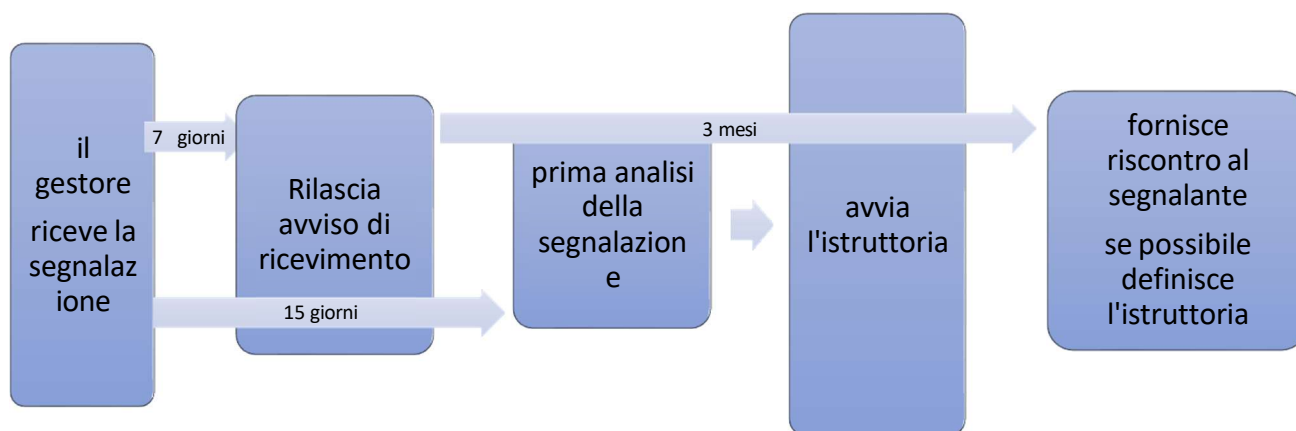 il
gestore
riceve la
segnalaz
ione
7 giorni
15 giorni
Rilascia
avviso di
ricevimento
3 mesi
prima analisi
della
segnalazion
e
avvia
l'istruttoria
fornisce
riscontro al
segnalante
se possibile
definisce
l'istruttoria